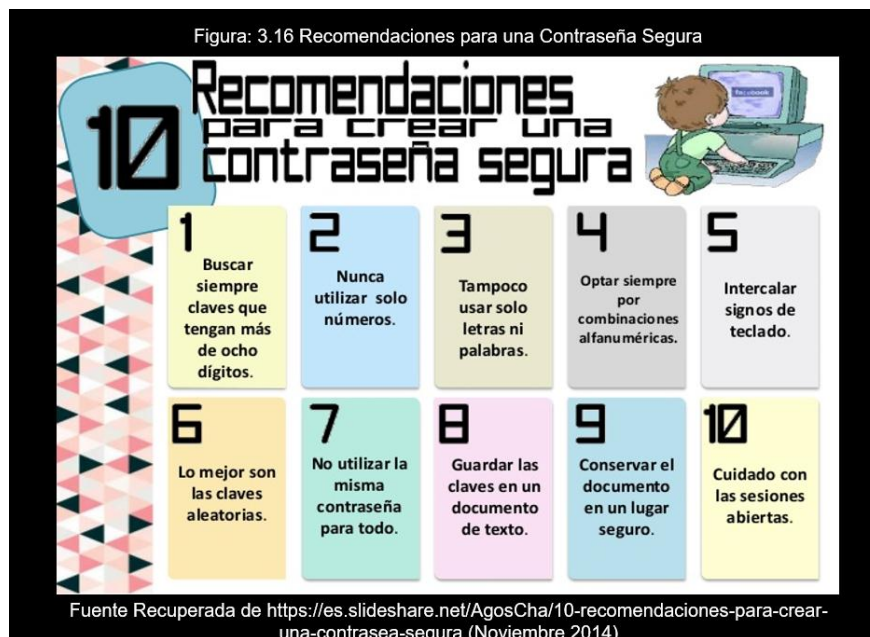 Figura: 3.16 Recomendaciones para una Contraseña Segura
10
Recomendaciones
para crear una
contraseña segura
facebook
1
Buscar
siempre
claves que
tengan más
de ocho
dígitos.
2
Nunca
utilizar solo
números.
3
Tampoco
usar solo
letras ni
palabras.
4
Optar siempre
por
combinaciones
alfanuméricas.
5
Intercalar
signos de
teclado.
6
Lo mejor son
las claves
aleatorias.
7
No utilizar la
misma
contraseña
para todo.
8
Guardar las
claves en un
documento
de texto.
9
Conservar el
documento
en un lugar
seguro.
10
Cuidado con
las sesiones
abiertas.
Fuente Recuperada de https://es.slideshare.net/AgosCha/10-recomendaciones-para-crear-
una-contrasea-segura (Noviembre 2014)